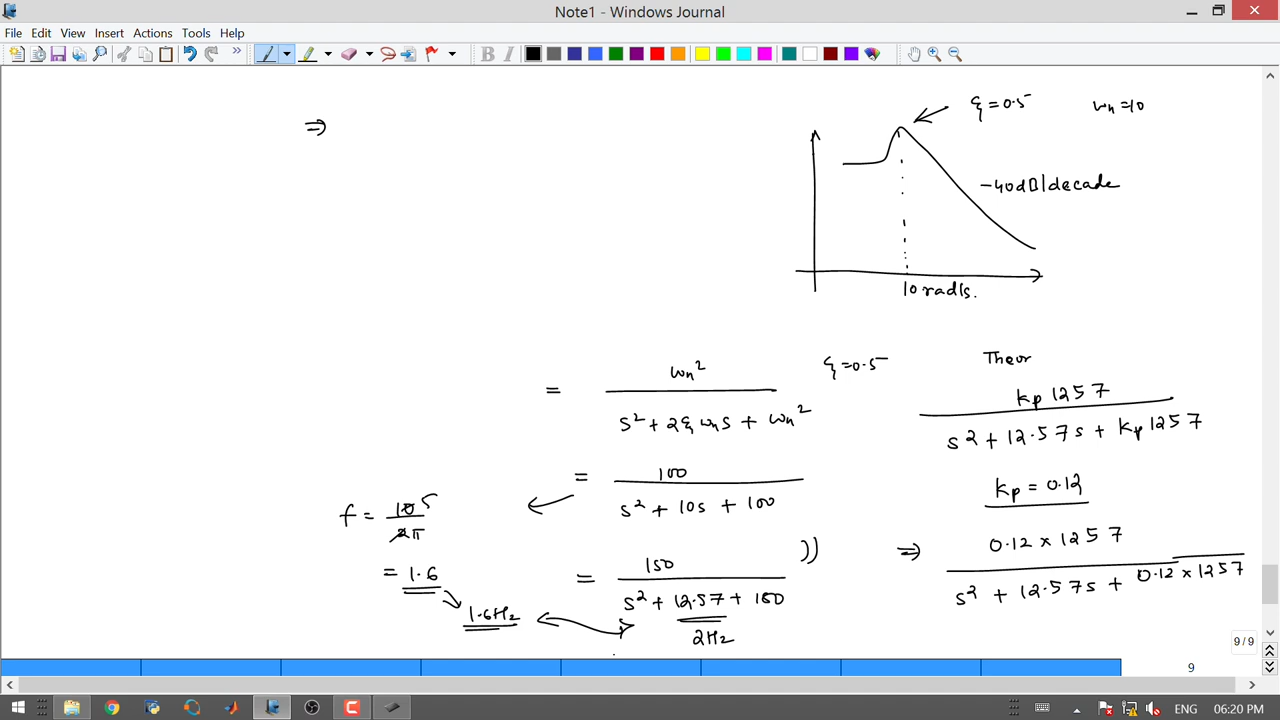 Note1 - Windows Journal
File Edit View Insert Actions Tools Help
B I U
⇒
ξ = 0.5 ωn = 10
-40dB/decade
10 rad/s.
= ωn² / s² + 2ξωns + ωn²
ξ = 0.5
Theor
kp 1257 / s² + 12.57s + kp 1257
= 100 / s² + 10s + 100
kp = 0.12
f = 10 5 / 2π
= 1.6
1.6Hz
= 150 / s² + 12.57 + 150 ))
2Hz
⇒ 0.12 x 1257 / s² + 12.57s + 0.12 x 1257
9 / 9
9
ENG 06:20 PM